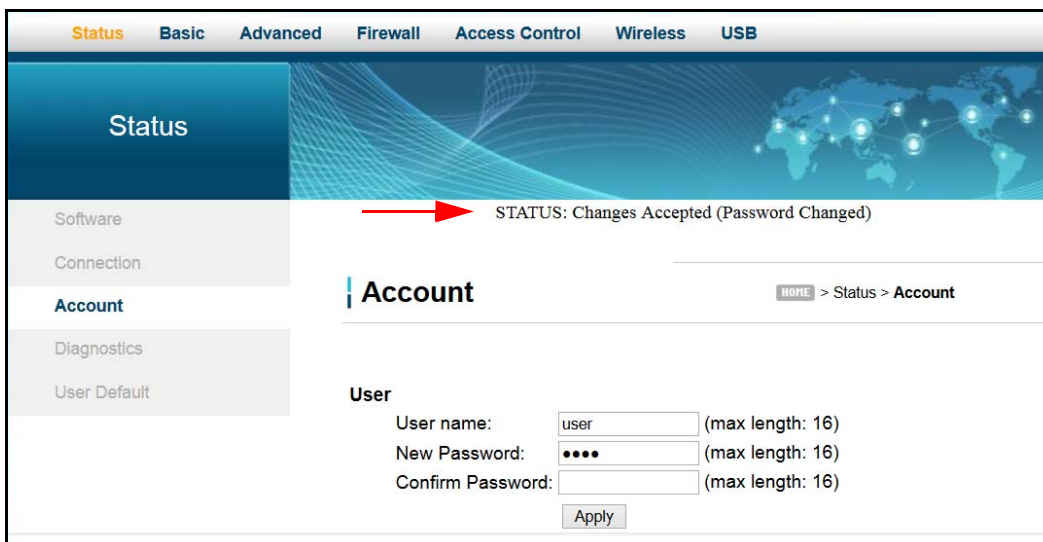 Status Basic Advanced Firewall Access Control Wireless USB
Status
STATUS: Changes Accepted (Password Changed)
Software
Connection
Account
Diagnostics
User Default
Account
HOME > Status > Account
User
User name: user (max length: 16)
New Password: •••• (max length: 16)
Confirm Password: (max length: 16)
Apply